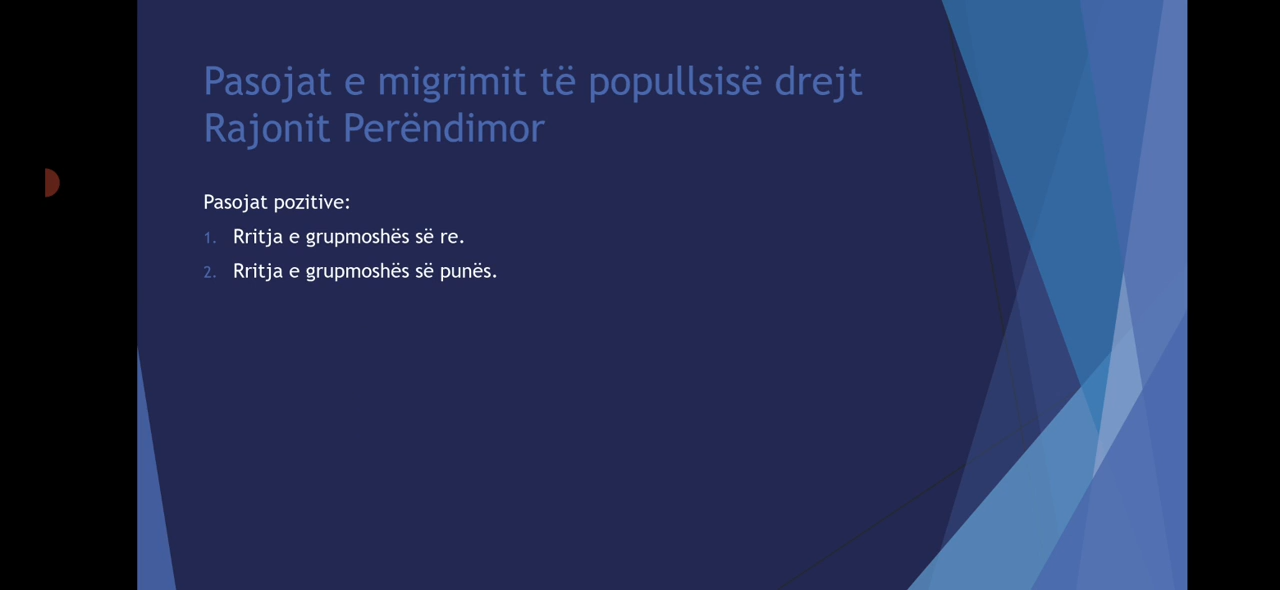 Pasojat e migrimit të popullsisë drejt
Rajonit Perëndimor
Pasojat pozitive:
1. Rritja e grupmoshës së re.
2. Rritja e grupmoshës së punës.